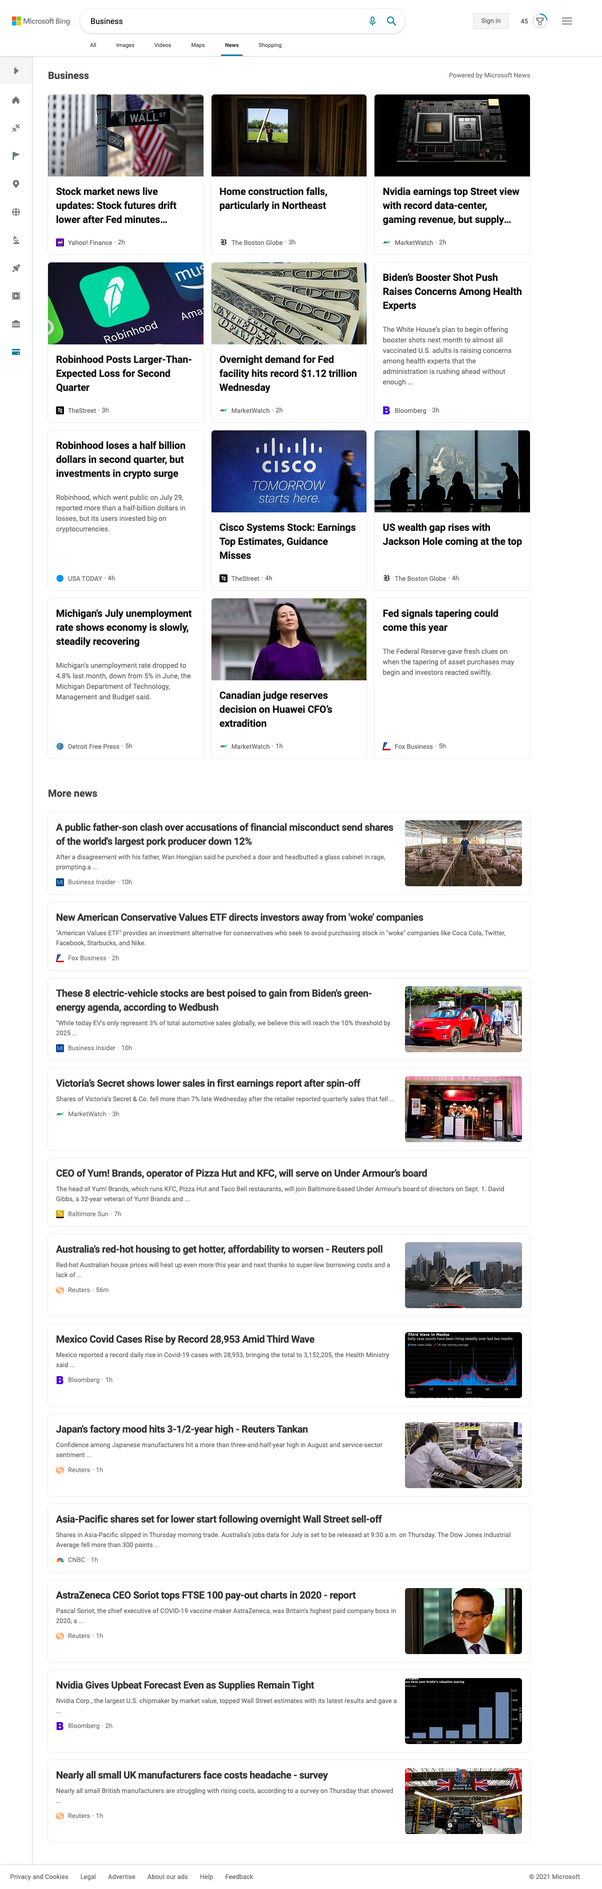 Microsoft Bing
Business
Sign in
45
All Images Videos Maps News Shopping
Business
Powered by Microsoft News
WALL ST
Stock market news live
updates: Stock futures drift
lower after Fed minutes...
Yahoo! Finance · 2h
Home construction falls,
particularly in Northeast
The Boston Globe · 3h
Nvidia earnings top Street view
with record data-center,
gaming revenue, but supply...
MarketWatch · 2h
Robinhood
Robinhood Posts Larger-Than-
Expected Loss for Second
Quarter
TheStreet · 3h
Overnight demand for Fed
facility hits record $1.12 trillion
Wednesday
MarketWatch · 2h
Biden's Booster Shot Push
Raises Concerns Among Health
Experts
The White House's plan to begin offering
booster shots next month to almost all
vaccinated U.S. adults is raising concerns
among health experts that the
administration is rushing ahead without
enough ...
Bloomberg · 3h
Robinhood loses a half billion
dollars in second quarter, but
investments in crypto surge
Robinhood, which went public on July 29,
reported more than a half-billion dollars in
losses, but its users invested big on
cryptocurrencies.
USA TODAY · 4h
CISCO
TOMORROW
starts here.
Cisco Systems Stock: Earnings
Top Estimates, Guidance
Misses
TheStreet · 4h
US wealth gap rises with
Jackson Hole coming at the top
The Boston Globe · 4h
Michigan's July unemployment
rate shows economy is slowly,
steadily recovering
Michigan's unemployment rate dropped to
4.8% last month, down from 5% in June, the
Michigan Department of Technology,
Management and Budget said.
Detroit Free Press · 5h
Canadian judge reserves
decision on Huawei CFO's
extradition
MarketWatch · 1h
Fed signals tapering could
come this year
The Federal Reserve gave fresh clues on
when the tapering of asset purchases may
begin and investors reacted swiftly.
Fox Business · 5h
More news
A public father-son clash over accusations of financial misconduct send shares
of the world's largest pork producer down 12%
After a disagreement with his father, Wan Hongjian said he punched a door and headbutted a glass cabinet in rage,
prompting a ...
Business Insider · 10h
New American Conservative Values ETF directs investors away from 'woke' companies
"American Values ETF" provides an investment alternative for conservatives who seek to avoid purchasing stock in "woke" companies like Coca Cola, Twitter,
Facebook, Starbucks, and Nike.
Fox Business · 2h
These 8 electric-vehicle stocks are best poised to gain from Biden's green-
energy agenda, according to Wedbush
"While today EV's only represent 3% of total automotive sales globally, we believe this will reach the 10% threshold by
2025 ...
Business Insider · 10h
Victoria's Secret shows lower sales in first earnings report after spin-off
Shares of Victoria's Secret & Co. fell more than 7% late Wednesday after the retailer reported quarterly sales that fell ...
MarketWatch · 3h
CEO of Yum! Brands, operator of Pizza Hut and KFC, will serve on Under Armour's board
The head of Yum! Brands, which runs KFC, Pizza Hut and Taco Bell restaurants, will join Baltimore-based Under Armour's board of directors on Sept. 1. David
Gibbs, a 32-year veteran of Yum! Brands and ...
Baltimore Sun · 7h
Australia's red-hot housing to get hotter, affordability to worsen - Reuters poll
Red-hot Australian house prices will heat up even more this year and next thanks to super-low borrowing costs and a
lack of ...
Reuters · 56m
Mexico Covid Cases Rise by Record 28,953 Amid Third Wave
Mexico reported a record daily rise in Covid-19 cases with 28,953, bringing the total to 3,152,205, the Health Ministry
said ...
Bloomberg · 1h
Third Wave in Mexico
Japan's factory mood hits 3-1/2-year high - Reuters Tankan
Confidence among Japanese manufacturers hit a more than three-and-half-year high in August and service-sector
sentiment ...
Reuters · 1h
Asia-Pacific shares set for lower start following overnight Wall Street sell-off
Shares in Asia-Pacific slipped in Thursday morning trade. Australia's jobs data for July is set to be released at 9:30 a.m. on Thursday. The Dow Jones Industrial
Average fell more than 300 points ...
CNBC · 1h
AstraZeneca CEO Soriot tops FTSE 100 pay-out charts in 2020 - report
Pascal Soriot, the chief executive of COVID-19 vaccine maker AstraZeneca, was Britain's highest paid company boss in
2020, a ...
Reuters · 1h
Nvidia Gives Upbeat Forecast Even as Supplies Remain Tight
Nvidia Corp., the largest U.S. chipmaker by market value, topped Wall Street estimates with its latest results and gave a
...
Bloomberg · 2h
Nearly all small UK manufacturers face costs headache - survey
Nearly all small British manufacturers are struggling with rising costs, according to a survey on Thursday that showed
...
Reuters · 1h
Privacy and Cookies Legal Advertise About our ads Help Feedback
© 2021 Microsoft